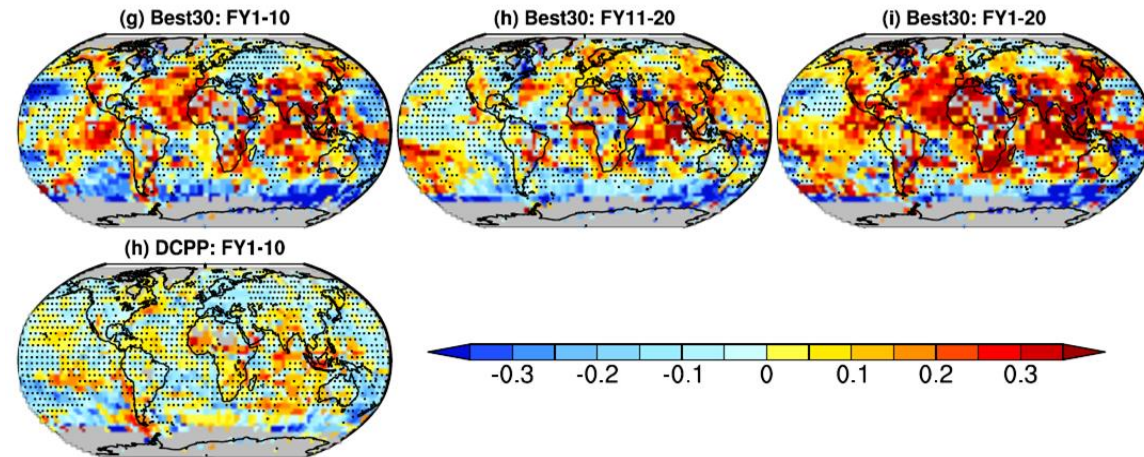 (g) Best30: FY1-10
(h) Best30: FY11-20
(i) Best30: FY1-20
(h) DCPP: FY1-10
-0.3 -0.2 -0.1 0 0.1 0.2 0.3